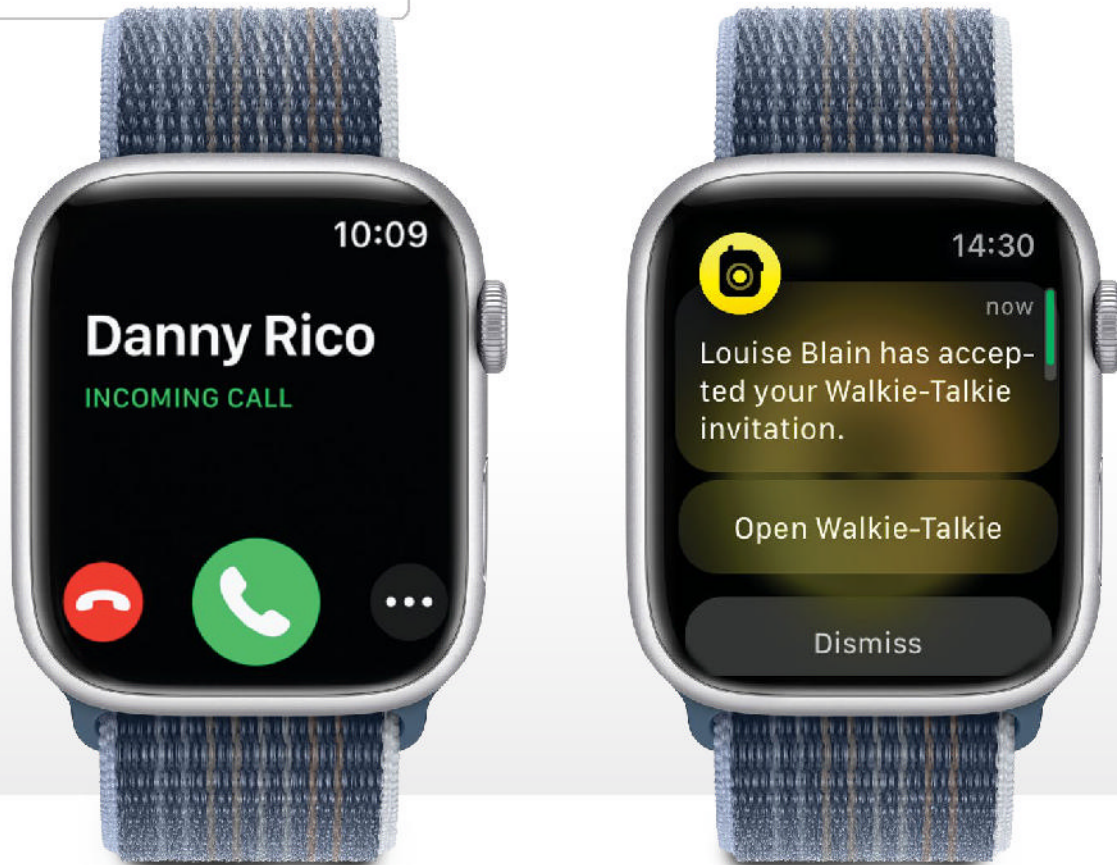 10:09
Danny Rico
INCOMING CALL
14:30
now
Louise Blain has accep-
ted your Walkie-Talkie
invitation.
Open Walkie-Talkie
Dismiss